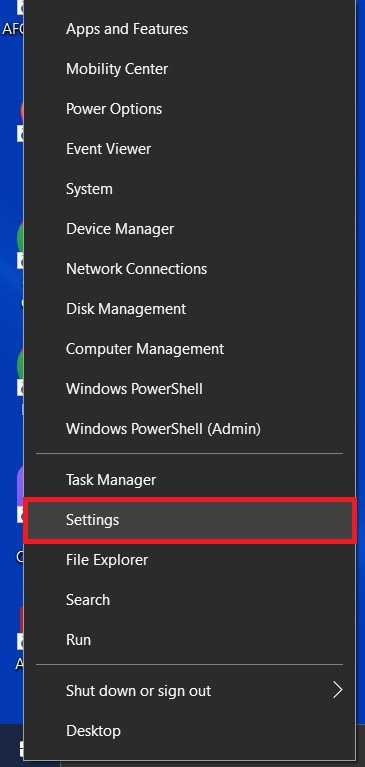 AFC
Apps and Features
Mobility Center
Power Options
Event Viewer
System
Device Manager
Network Connections
Disk Management
Computer Management
Windows PowerShell
Windows PowerShell (Admin)
Task Manager
Settings
File Explorer
Search
Run
Shut down or sign out
Desktop